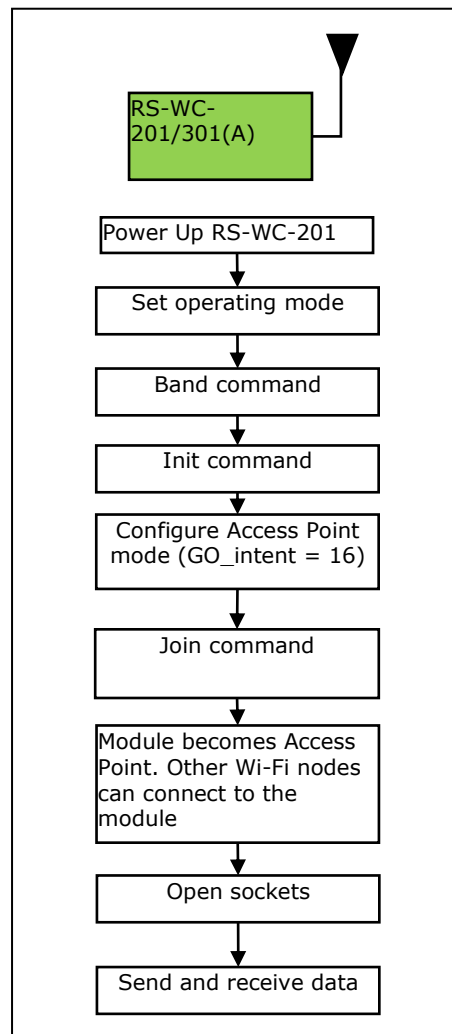 RS-WC-
201/301(A)
Power Up RS-WC-201
Set operating mode
Band command
Init command
Configure Access Point
mode (GO_intent = 16)
Join command
Module becomes Access
Point. Other Wi-Fi nodes
can connect to the
module
Open sockets
Send and receive data